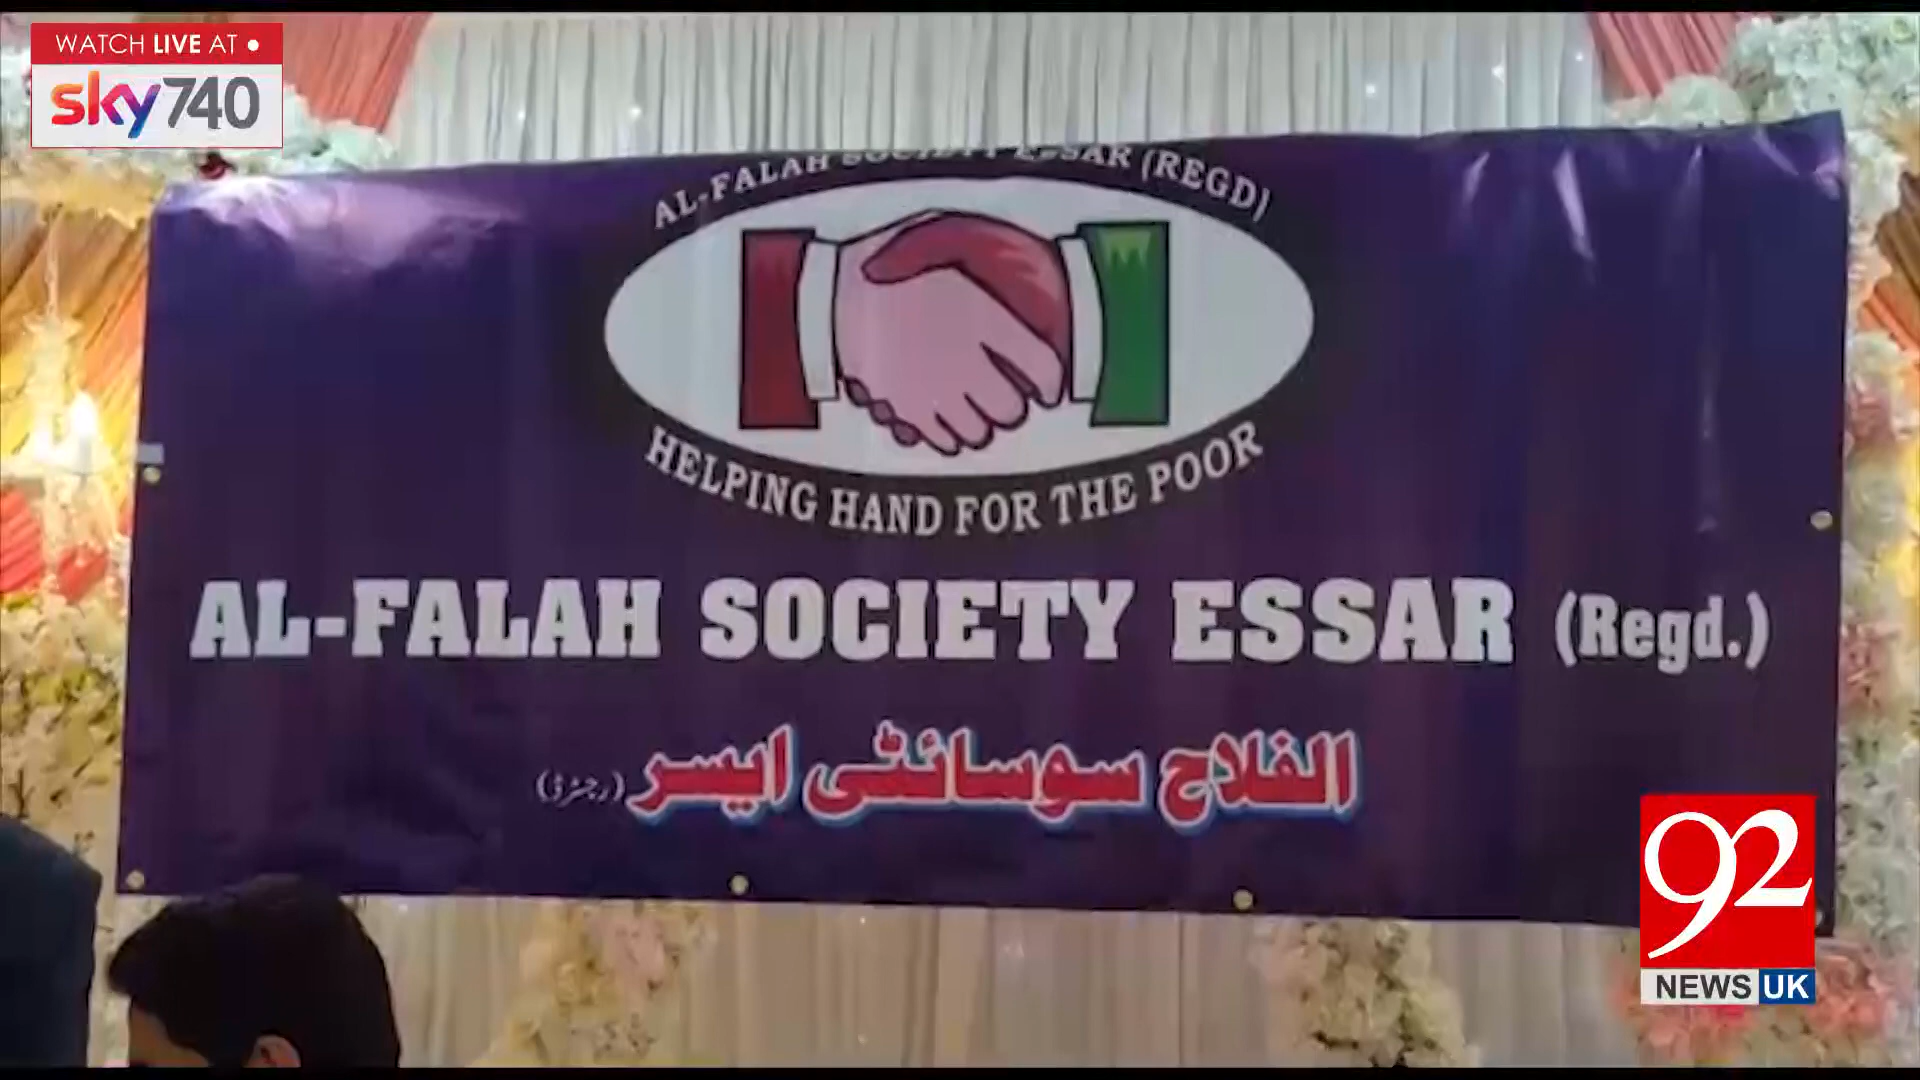 WATCH LIVE AT
sky 740
AL-FALAH SOCIETY ESSAR (REGD)
HELPING HAND FOR THE POOR
AL-FALAH SOCIETY ESSAR (Regd.)
الفلاح سوسائٹی ایسر (رجسٹرڈ)
92
NEWS UK